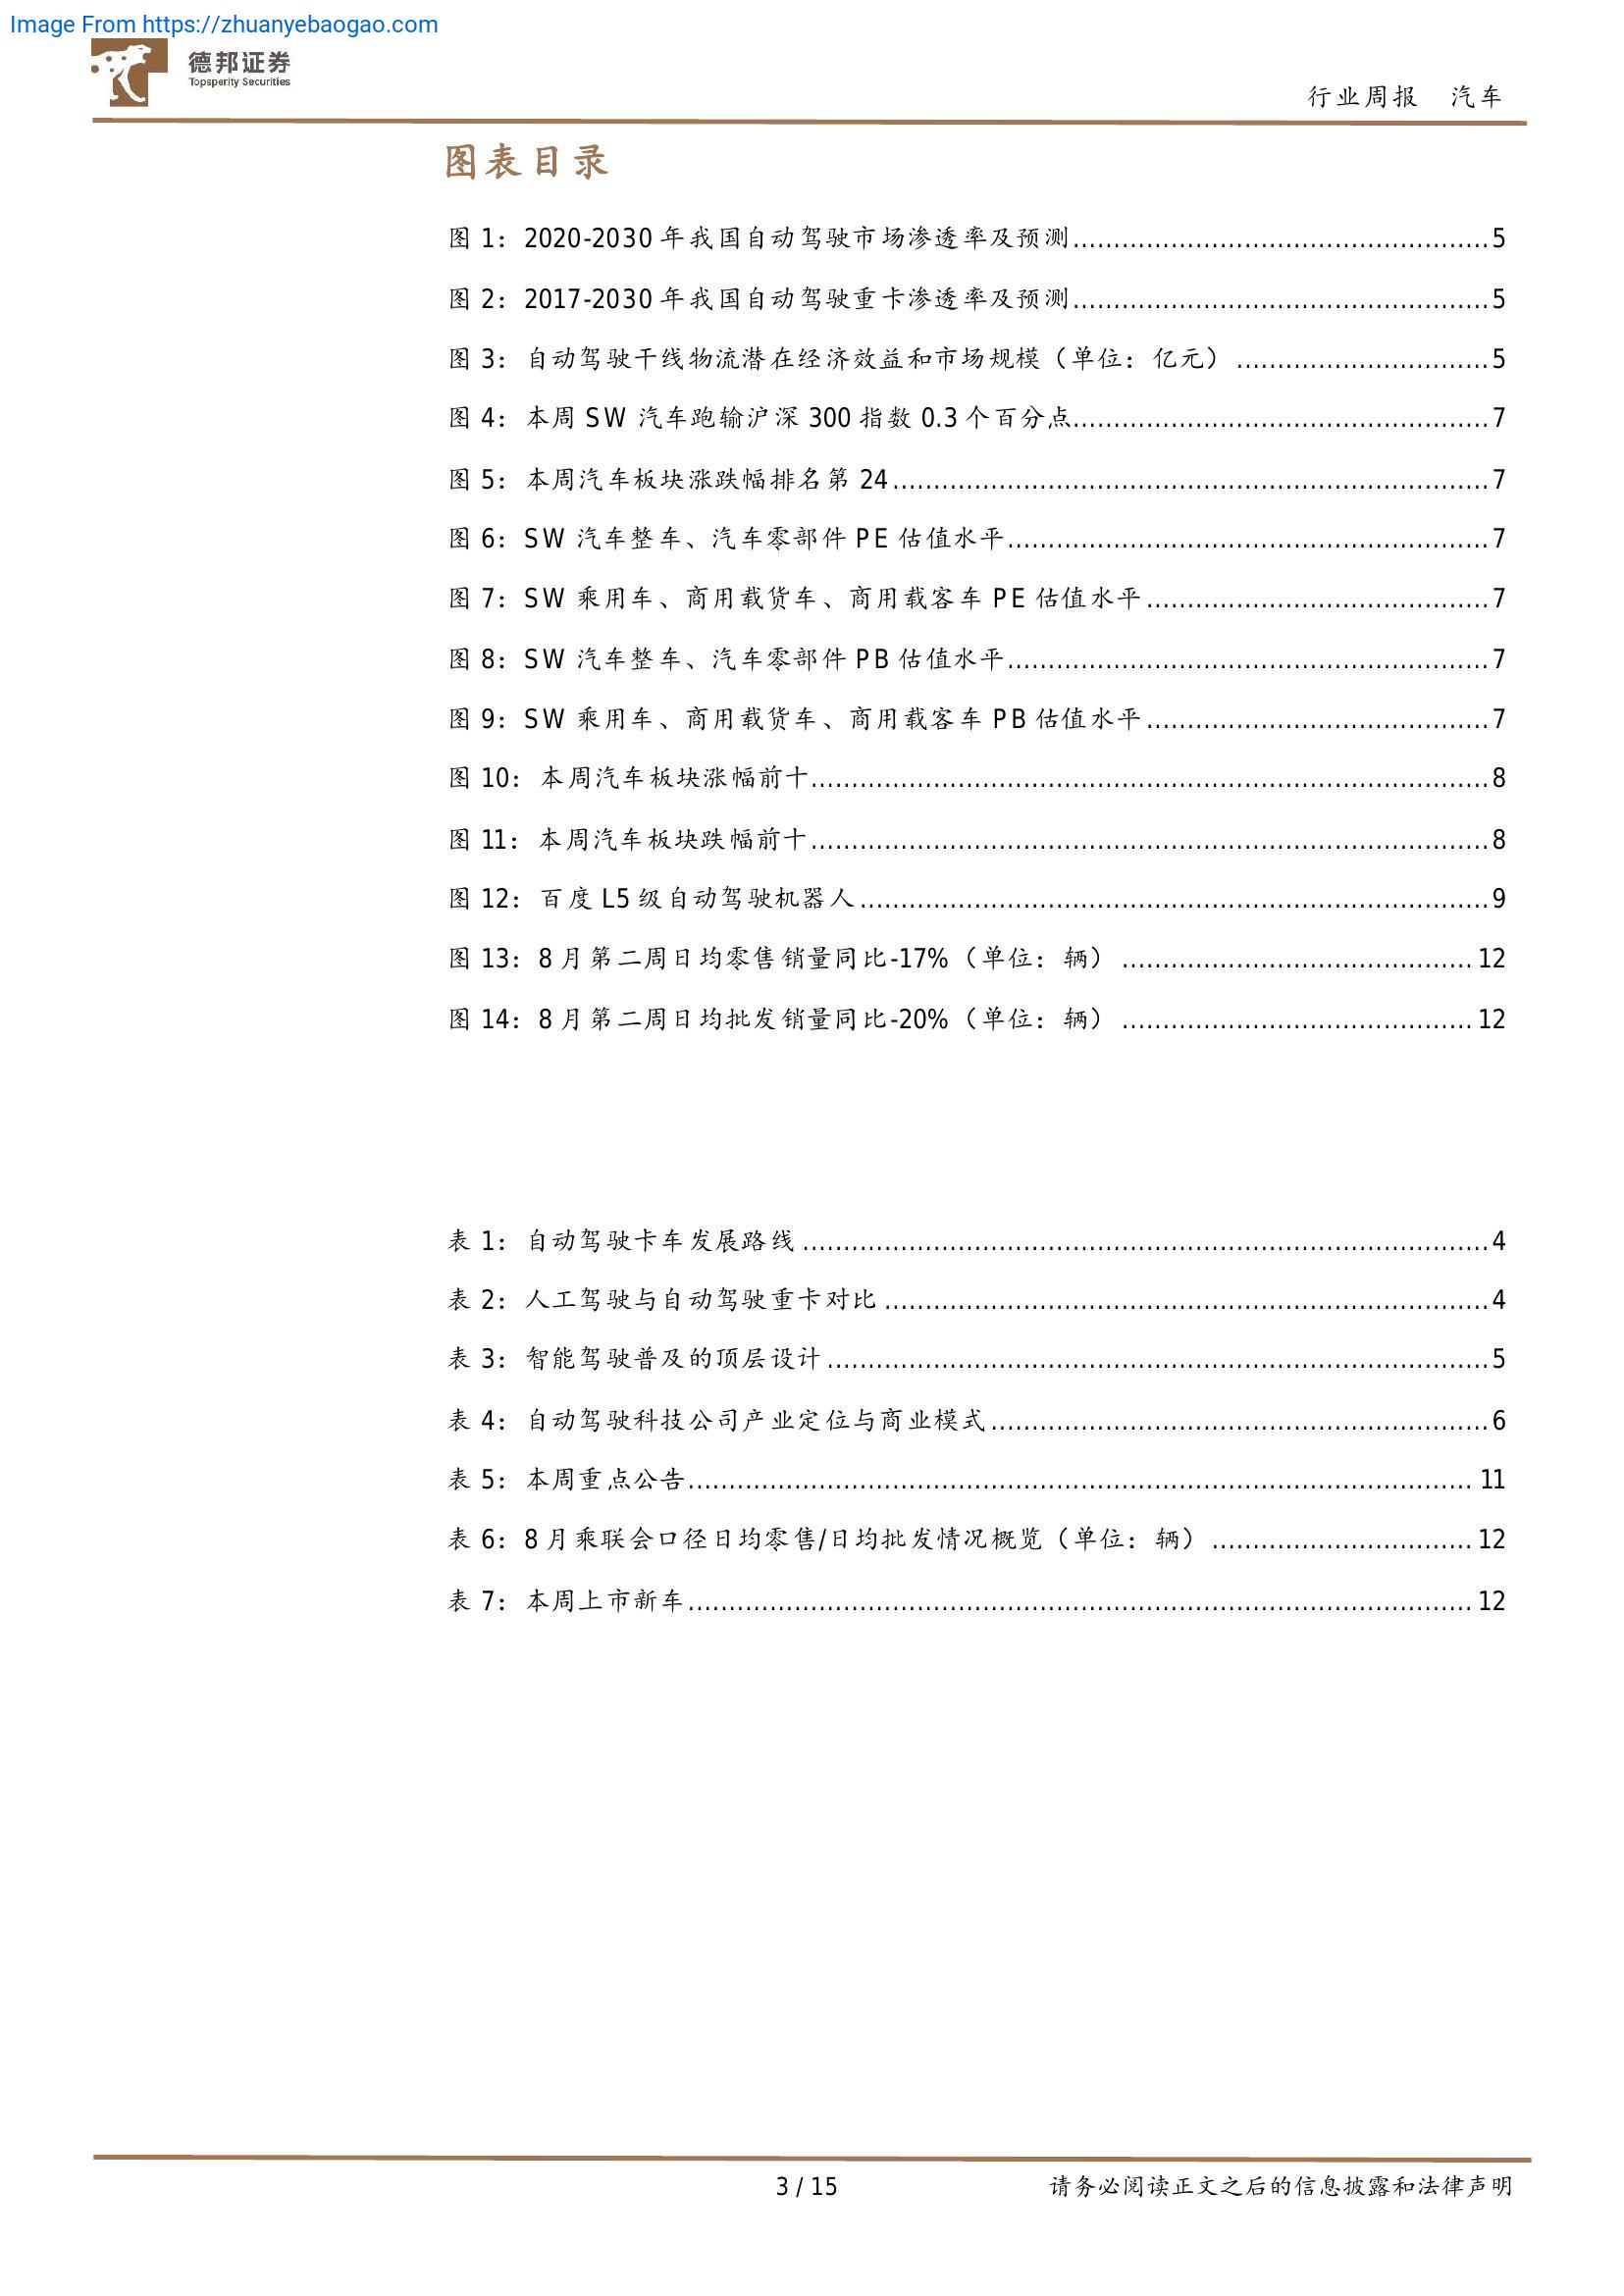 Image From https://zhuanyebaogao.com
德邦证券
Topsperity Securities
行业周报 汽车
图表目录
图 1：2020-2030 年我国自动驾驶市场渗透率及预测..................................................5
图 2：2017-2030 年我国自动驾驶重卡渗透率及预测..................................................5
图 3：自动驾驶干线物流潜在经济效益和市场规模（单位：亿元）..............................5
图 4：本周 SW 汽车跑输沪深 300 指数 0.3 个百分点..................................................7
图 5：本周汽车板块涨跌幅排名第 24........................................................................7
图 6：SW 汽车整车、汽车零部件 PE 估值水平..........................................................7
图 7：SW 乘用车、商用载货车、商用载客车 PE 估值水平.........................................7
图 8：SW 汽车整车、汽车零部件 PB 估值水平..........................................................7
图 9：SW 乘用车、商用载货车、商用载客车 PB 估值水平.........................................7
图 10：本周汽车板块涨幅前十..................................................................................8
图 11：本周汽车板块跌幅前十..................................................................................8
图 12：百度 L5 级自动驾驶机器人............................................................................9
图 13：8 月第二周日均零售销量同比-17%（单位：辆）..........................................12
图 14：8 月第二周日均批发销量同比-20%（单位：辆）..........................................12
表 1：自动驾驶卡车发展路线...................................................................................4
表 2：人工驾驶与自动驾驶重卡对比.........................................................................4
表 3：智能驾驶普及的顶层设计................................................................................5
表 4：自动驾驶科技公司产业定位与商业模式............................................................6
表 5：本周重点公告...............................................................................................11
表 6：8 月乘联会口径日均零售/日均批发情况概览（单位：辆）...............................12
表 7：本周上市新车...............................................................................................12
3 / 15
请务必阅读正文之后的信息披露和法律声明